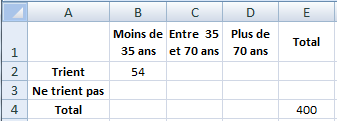 A B C D E
1 Moins de 35 ans Entre 35 et 70 ans Plus de 70 ans Total
2 Trient 54
3 Ne trient pas
4 Total 400